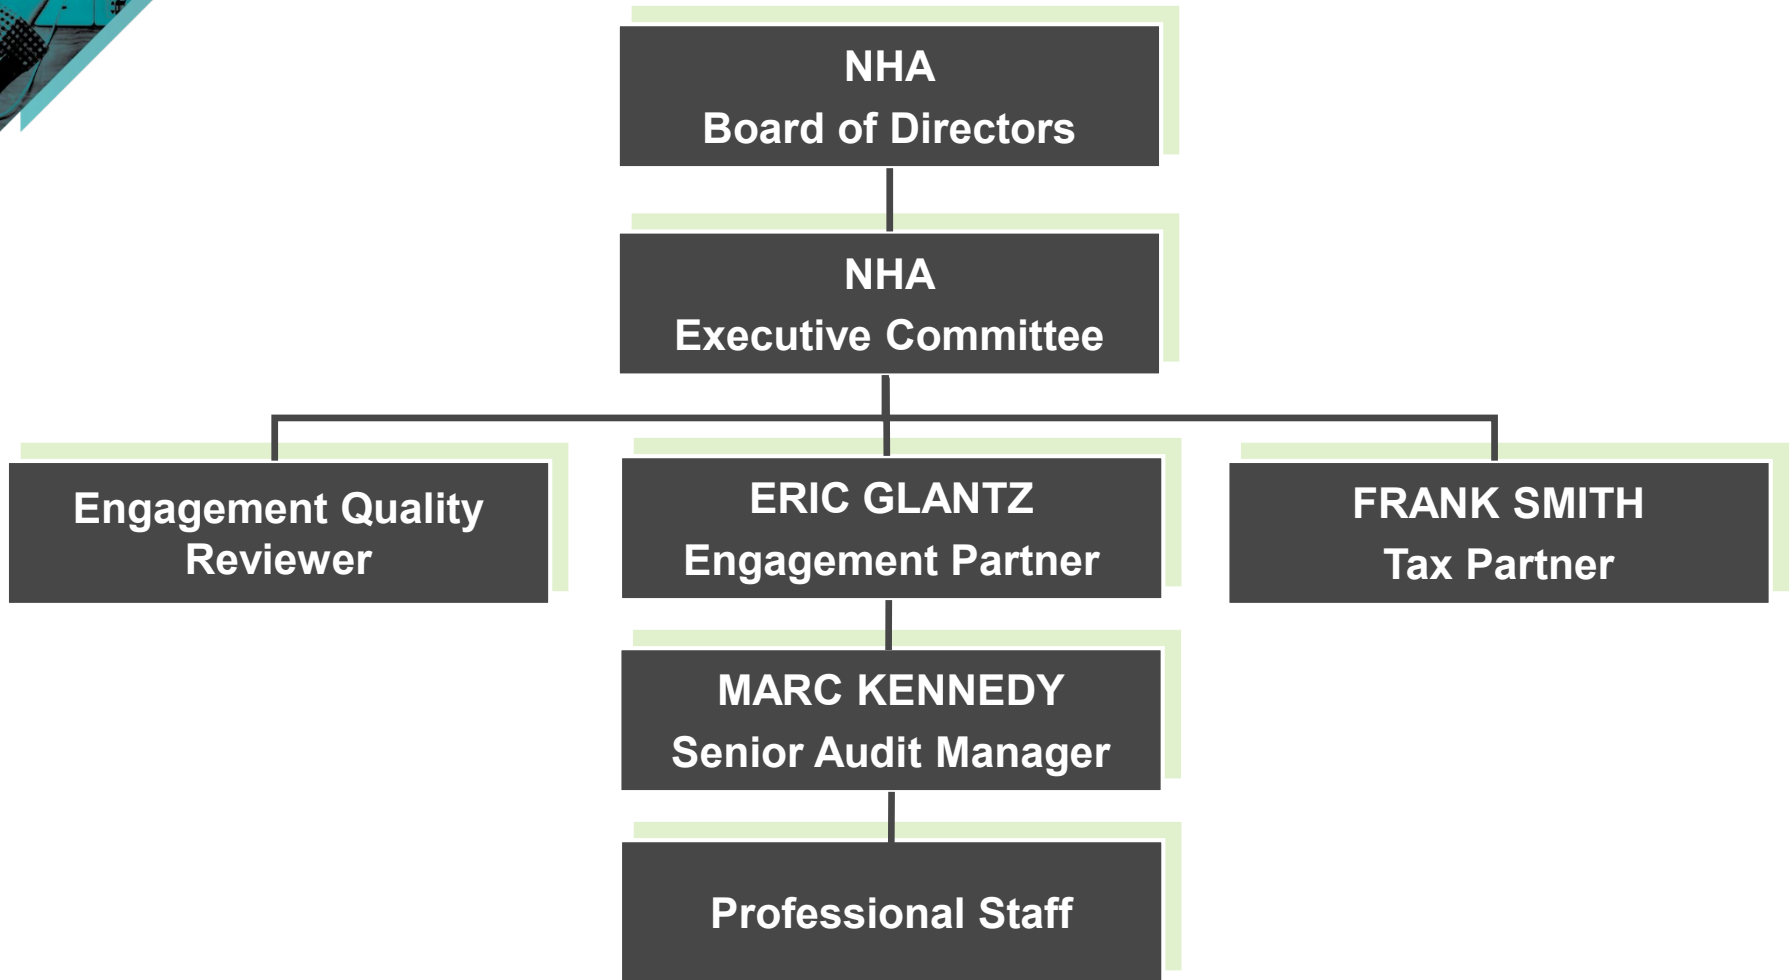 NHA
Board of Directors
NHA
Executive Committee
Engagement Quality
Reviewer
ERIC GLANTZ
Engagement Partner
FRANK SMITH
Tax Partner
MARC KENNEDY
Senior Audit Manager
Professional Staff